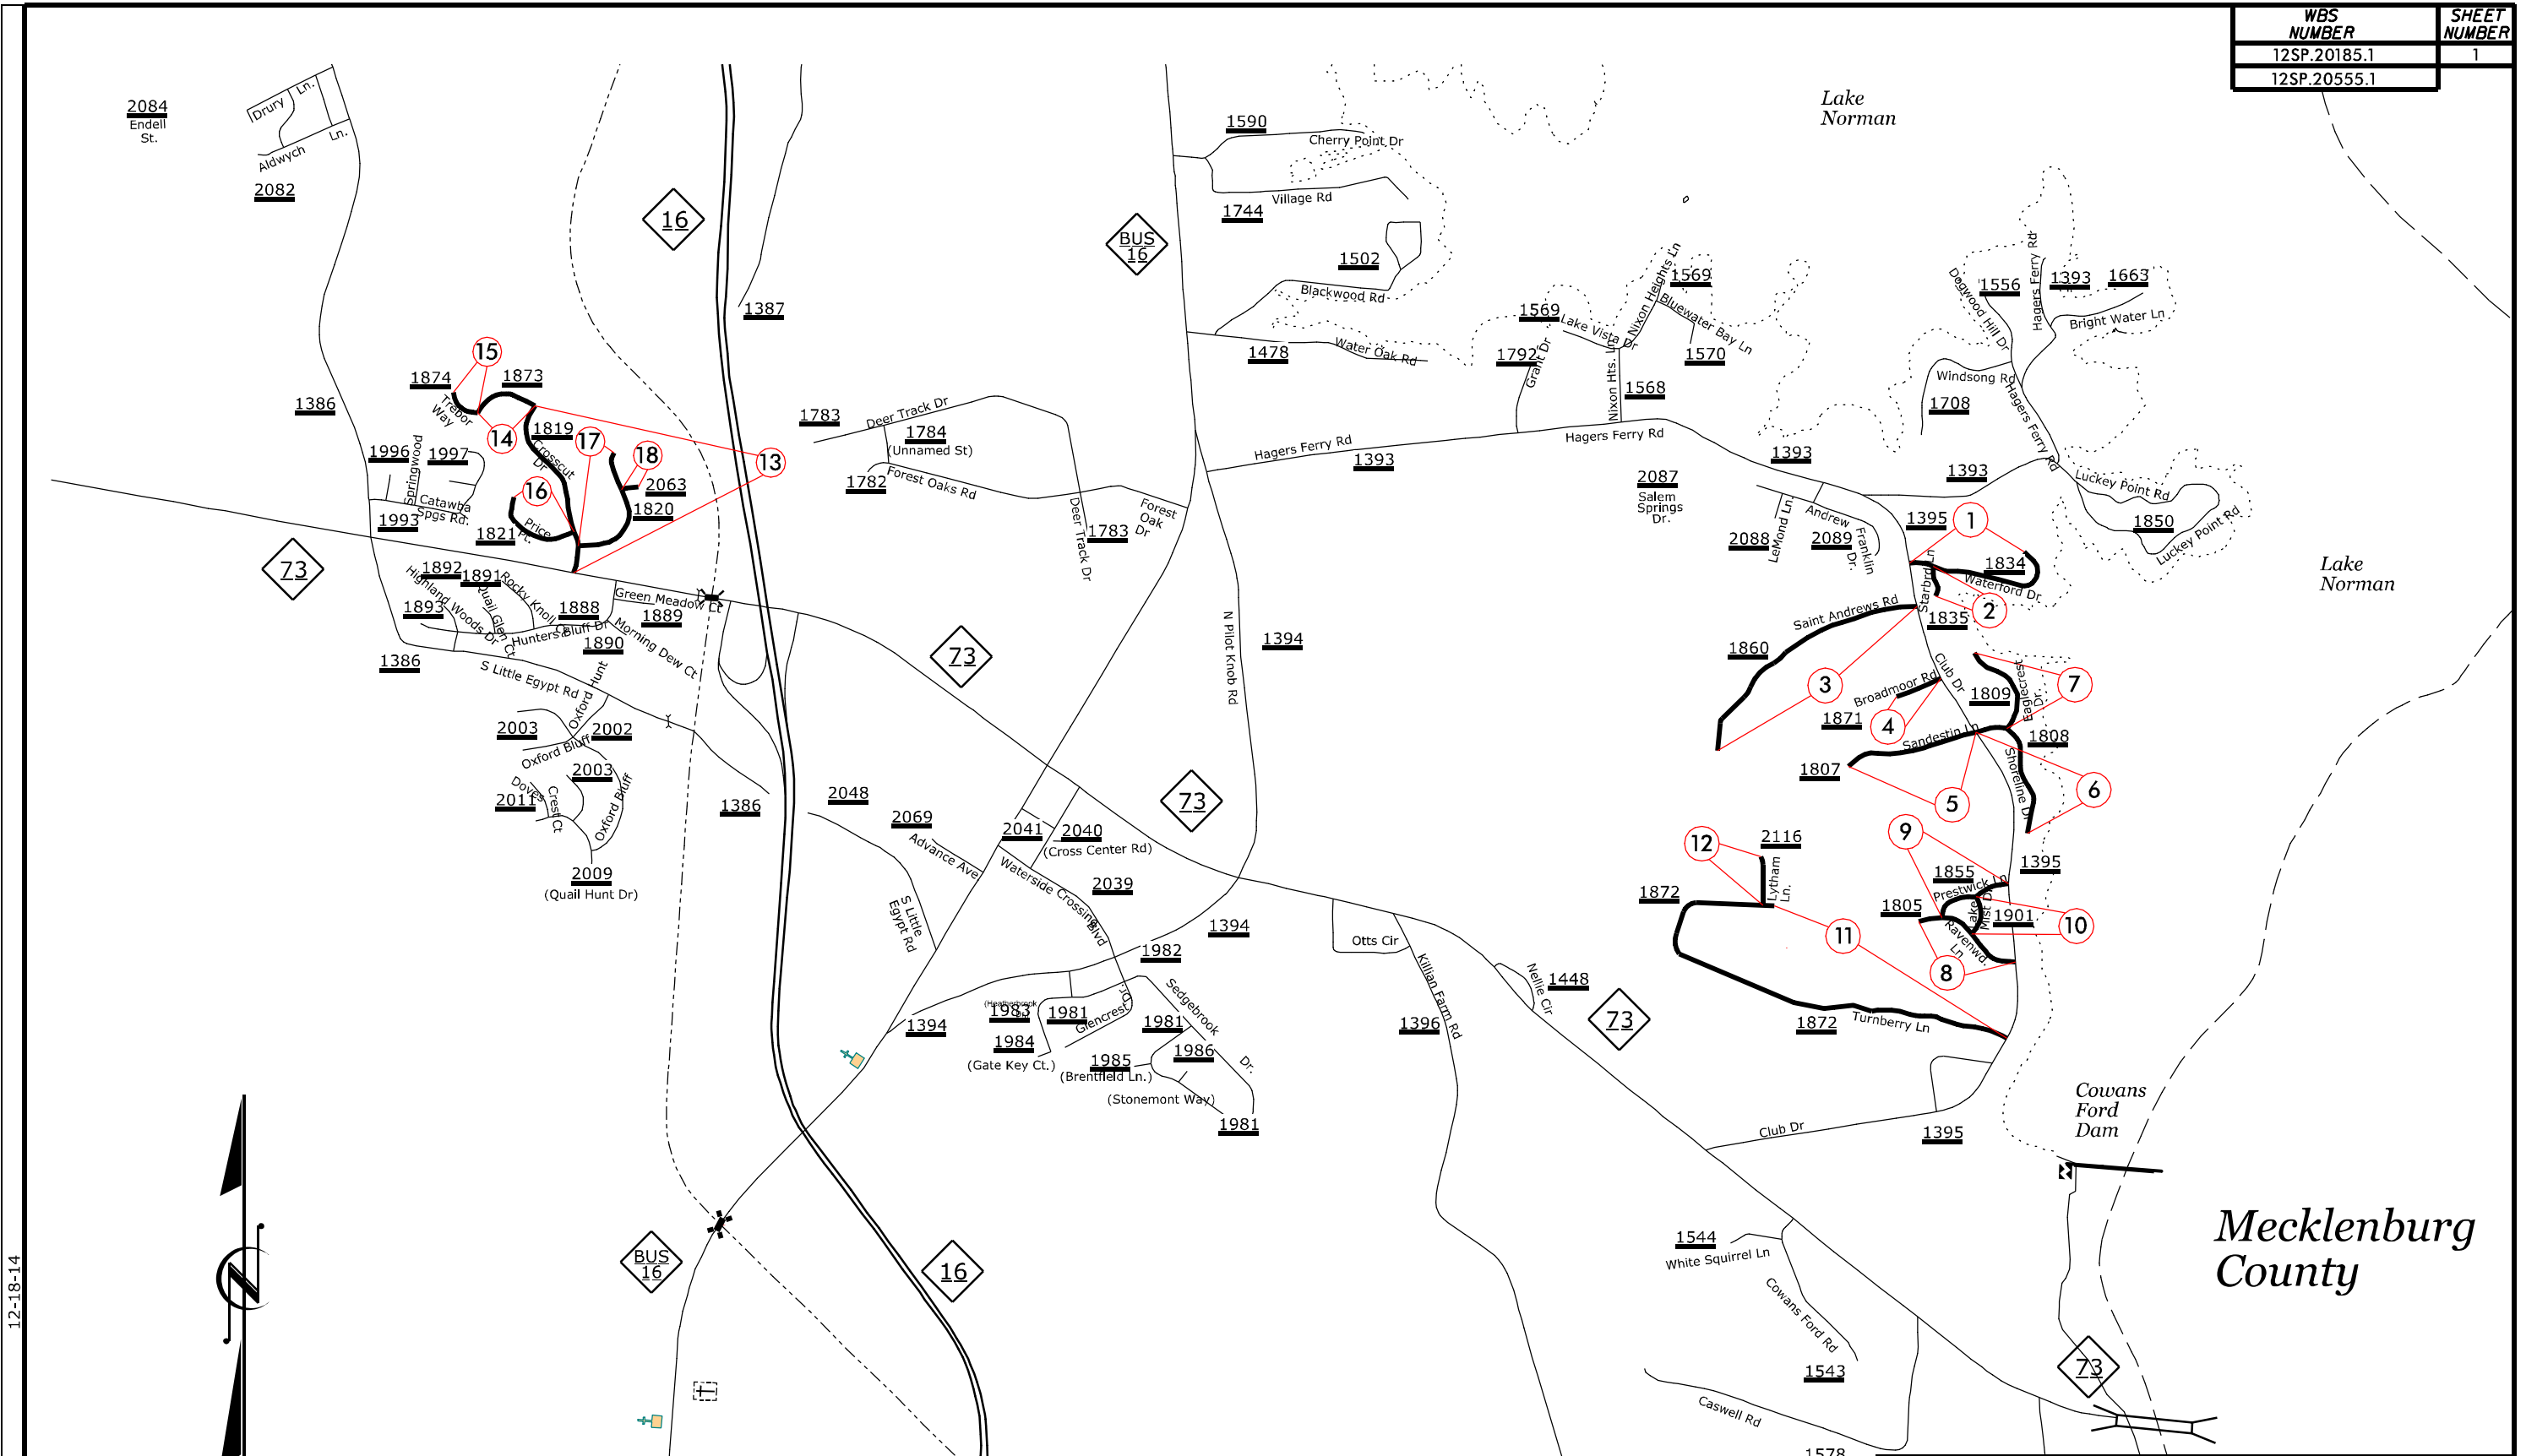 WBS NUMBER
SHEET NUMBER
12SP.20185.1
1
12SP.20555.1
Lake
Norman
2084
Endell
St.
Drury Ln.
Aldwych Ln.
2082
16
1387
BUS
16
1590
Cherry Point Dr
Village Rd
1744
1502
Blackwood Rd
1478
Water Oak Rd
1569
Nixon Heights Ln
1569
Lake Vista Dr
Bluewater Bay Ln
1570
1792
Grant Dr
Nixon Hts. Ln
1568
Dogwood Hill Dr
1556
Hagers Ferry Rd
1393
1663
Bright Water Ln
Windsong Rd
1708
Hagers Ferry Rd
1386
15
1874
1873
Trebor
Way
14
1819
17
18
13
Crosscut
Dr
16
2063
1820
1996
Springwood
1997
Catawba
Spgs Rd.
1993
1821
Price
Pt.
1783
Deer Track Dr
1784
(Unnamed St)
1782
Forest Oaks Rd
Deer Track Dr
1783
Forest
Oak
Dr
Hagers Ferry Rd
1393
Hagers Ferry Rd
1393
1393
2087
Salem
Springs
Dr.
2088
LeMond Ln.
Andrew
2089
Franklin
Dr.
Luckey Point Rd
1850
Luckey Point Rd
1395
1
1834
Waterford Dr.
Starbrd Ln
2
1835
Lake
Norman
73
1892
1891
1893
Highland Woods Dr.
Quail Glen Ct
Rocky Knoll Ct
1888
Hunters Bluff Dr
1890
Green Meadow Ct
1889
Morning Dew Ct
1386
S Little Egypt Rd
Oxford Hunt
2003
2002
Oxford Bluff
2003
Doves
Crest Ct
2011
Oxford Bluff
2009
(Quail Hunt Dr)
1386
73
N Pilot Knob Rd
1394
Saint Andrews Rd
1860
3
Club Dr
Broadmoor Rd
1871
4
1809
Eaglecrest
Dr.
7
Sandestin Ln
1808
1807
5
Shoreline Dr
6
73
2048
2069
Advance Ave
2041
2040
(Cross Center Rd)
Waterside Crossing Blvd
2039
S Little
Egypt Rd
1394
1982
12
2116
Lytham
Ln.
9
1395
1855
Prestwick Ln
1872
1805
Lake
Mist Dr
1901
10
11
Ravenwd.
Ln
8
1872
Turnberry Ln
Otts Cir
Killian Farm Rd
1396
Nellie Cir
1448
73
1394
1983
1981
Glencrest Dr.
1984
(Gate Key Ct.)
Sedgebrook Dr.
1981
1985
(Brentfield Ln.)
1986
(Stonemont Way)
1981
Club Dr
1395
Cowans
Ford
Dam
Mecklenburg
County
BUS
16
16
1544
White Squirrel Ln
Cowans Ford Rd
1543
Caswell Rd
1578
73
12-18-14
N